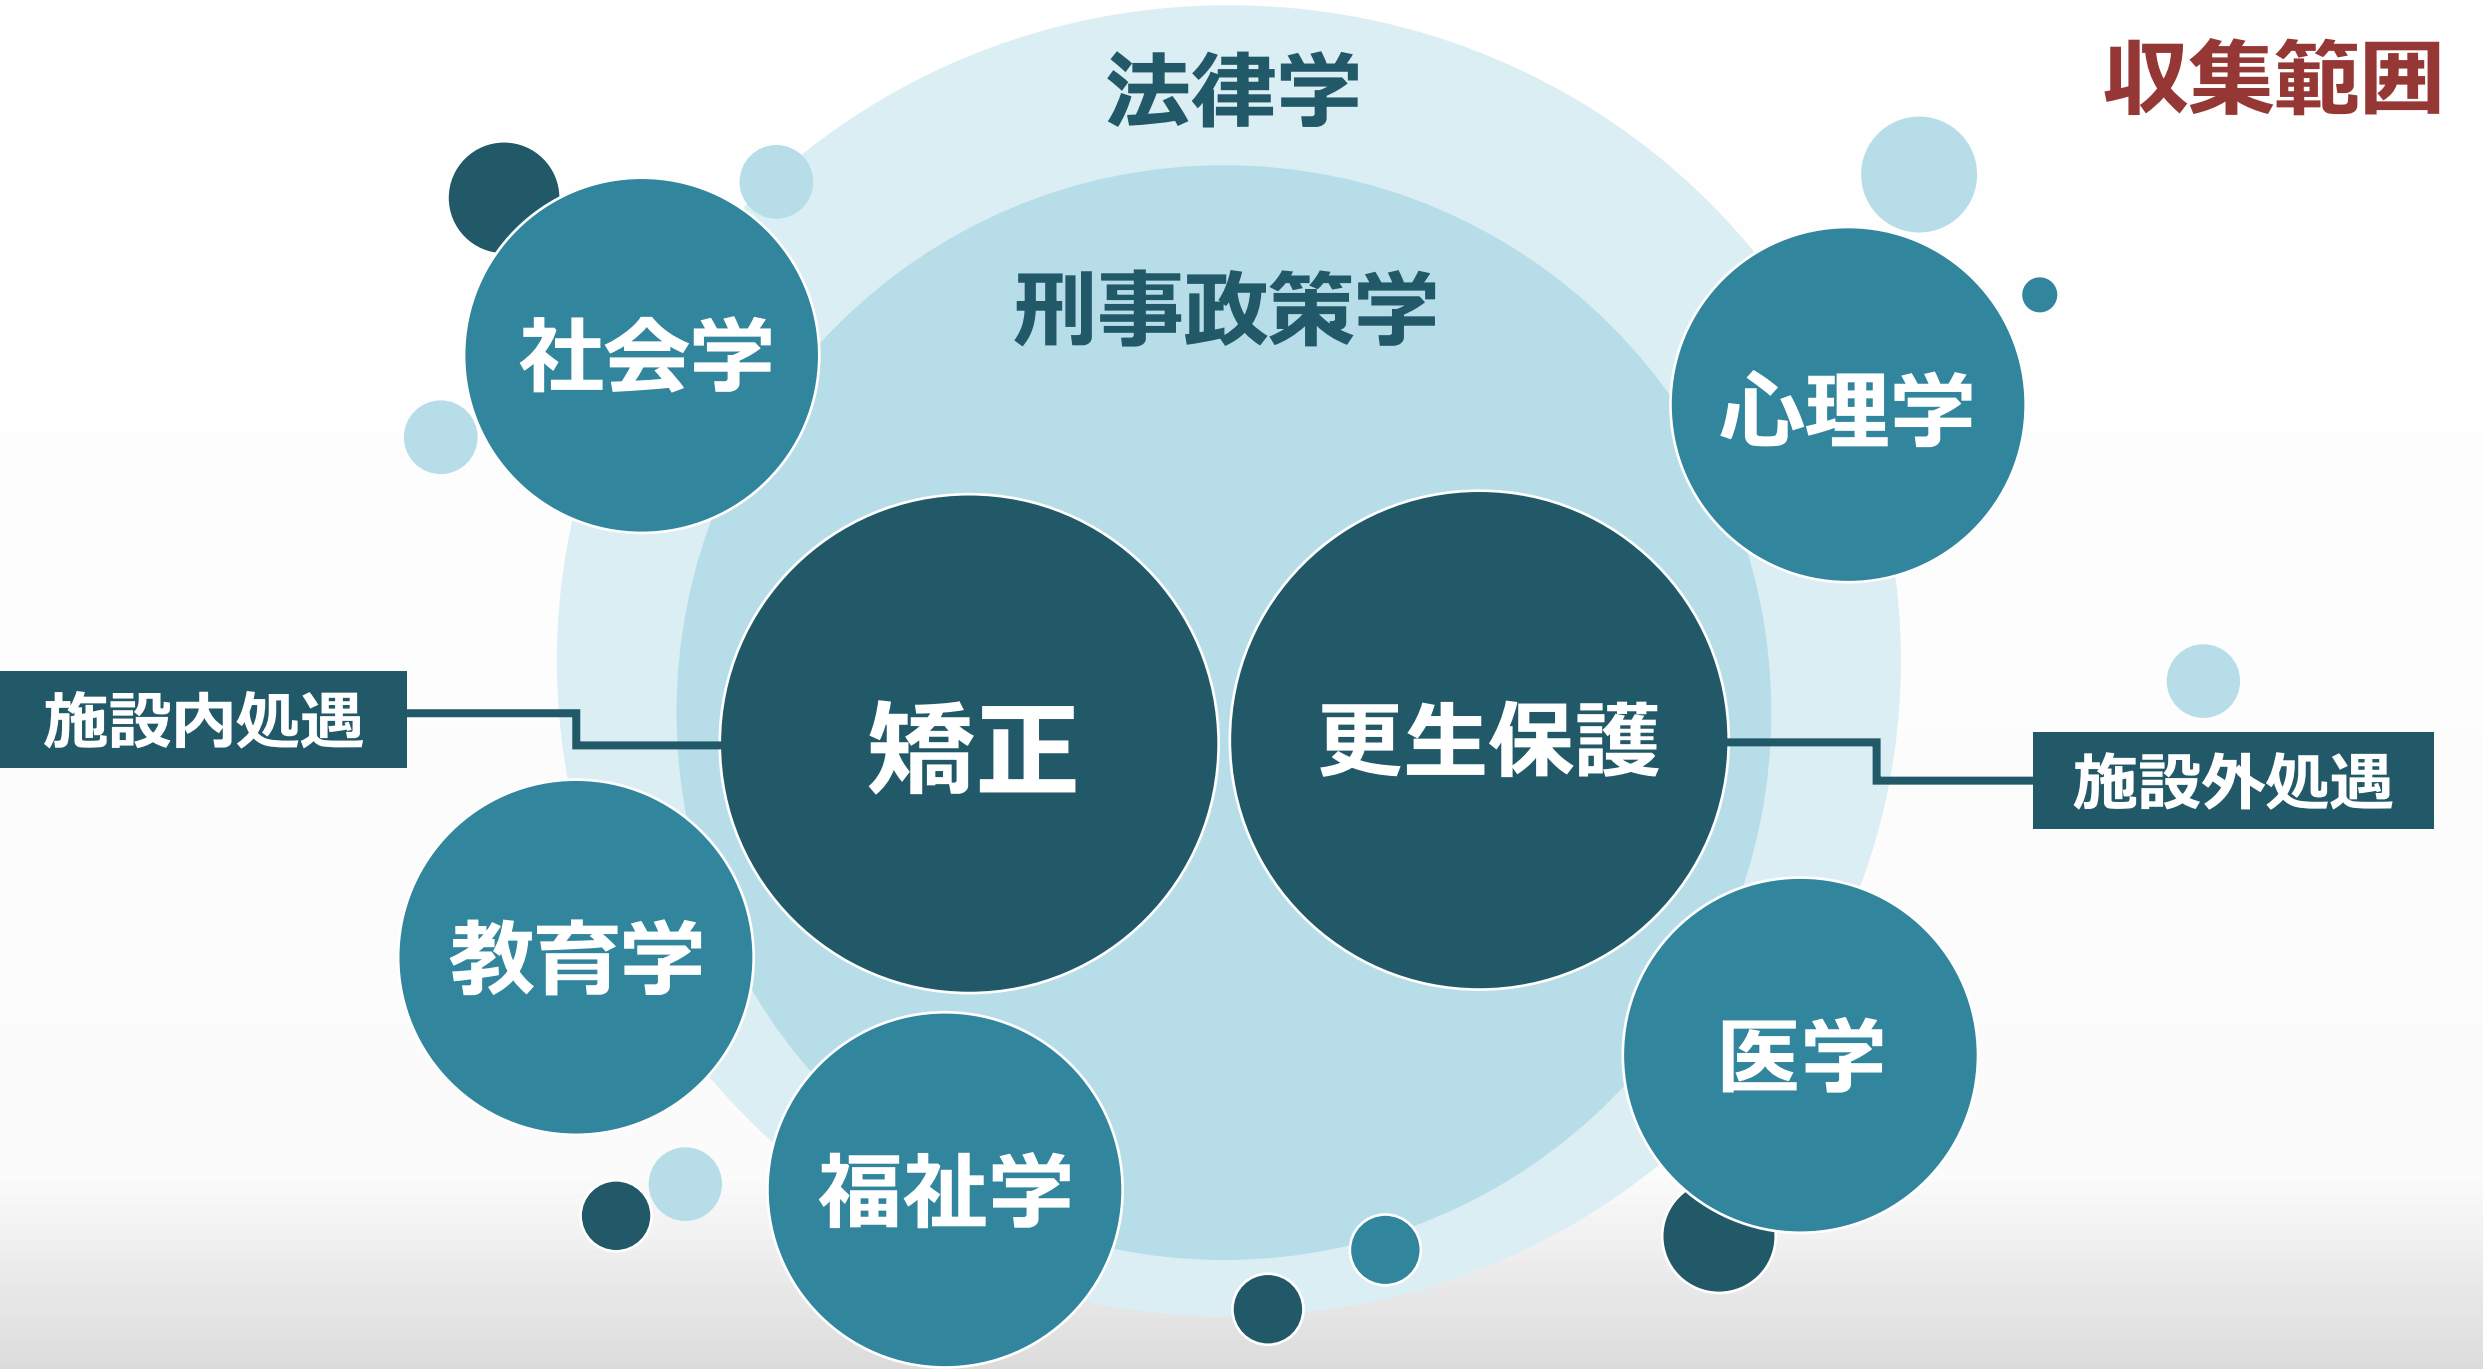 収集範囲
法律学
刑事政策学
社会学
心理学
矯正
更生保護
施設内処遇
施設外処遇
教育学
医学
福祉学